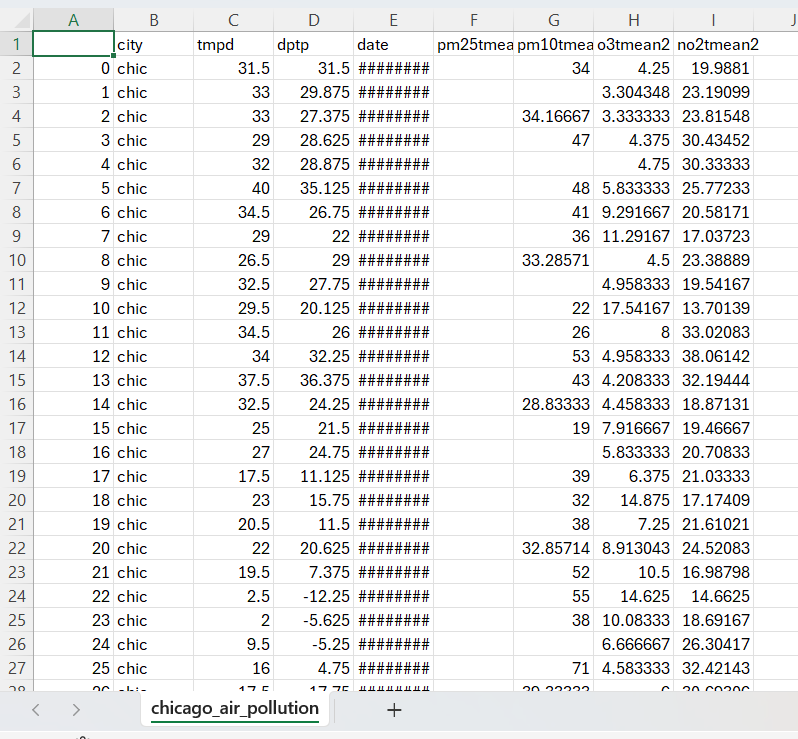 A B C D E F G H I J
1 city tmpd dptp date pm25tmea pm10tmea o3tmean2 no2tmean2
2 0 chic 31.5 31.5 ######## 34 4.25 19.9881
3 1 chic 33 29.875 ######## 3.304348 23.19099
4 2 chic 33 27.375 ######## 34.16667 3.333333 23.81548
5 3 chic 29 28.625 ######## 47 4.375 30.43452
6 4 chic 32 28.875 ######## 4.75 30.33333
7 5 chic 40 35.125 ######## 48 5.833333 25.77233
8 6 chic 34.5 26.75 ######## 41 9.291667 20.58171
9 7 chic 29 22 ######## 36 11.29167 17.03723
10 8 chic 26.5 29 ######## 33.28571 4.5 23.38889
11 9 chic 32.5 27.75 ######## 4.958333 19.54167
12 10 chic 29.5 20.125 ######## 22 17.54167 13.70139
13 11 chic 34.5 26 ######## 26 8 33.02083
14 12 chic 34 32.25 ######## 53 4.958333 38.06142
15 13 chic 37.5 36.375 ######## 43 4.208333 32.19444
16 14 chic 32.5 24.25 ######## 28.83333 4.458333 18.87131
17 15 chic 25 21.5 ######## 19 7.916667 19.46667
18 16 chic 27 24.75 ######## 5.833333 20.70833
19 17 chic 17.5 11.125 ######## 39 6.375 21.03333
20 18 chic 23 15.75 ######## 32 14.875 17.17409
21 19 chic 20.5 11.5 ######## 38 7.25 21.61021
22 20 chic 22 20.625 ######## 32.85714 8.913043 24.52083
23 21 chic 19.5 7.375 ######## 52 10.5 16.98798
24 22 chic 2.5 -12.25 ######## 55 14.625 14.6625
25 23 chic 2 -5.625 ######## 38 10.08333 18.69167
26 24 chic 9.5 -5.25 ######## 6.666667 26.30417
27 25 chic 16 4.75 ######## 71 4.583333 32.42143
28 26 chic 17.5 ########
chicago_air_pollution